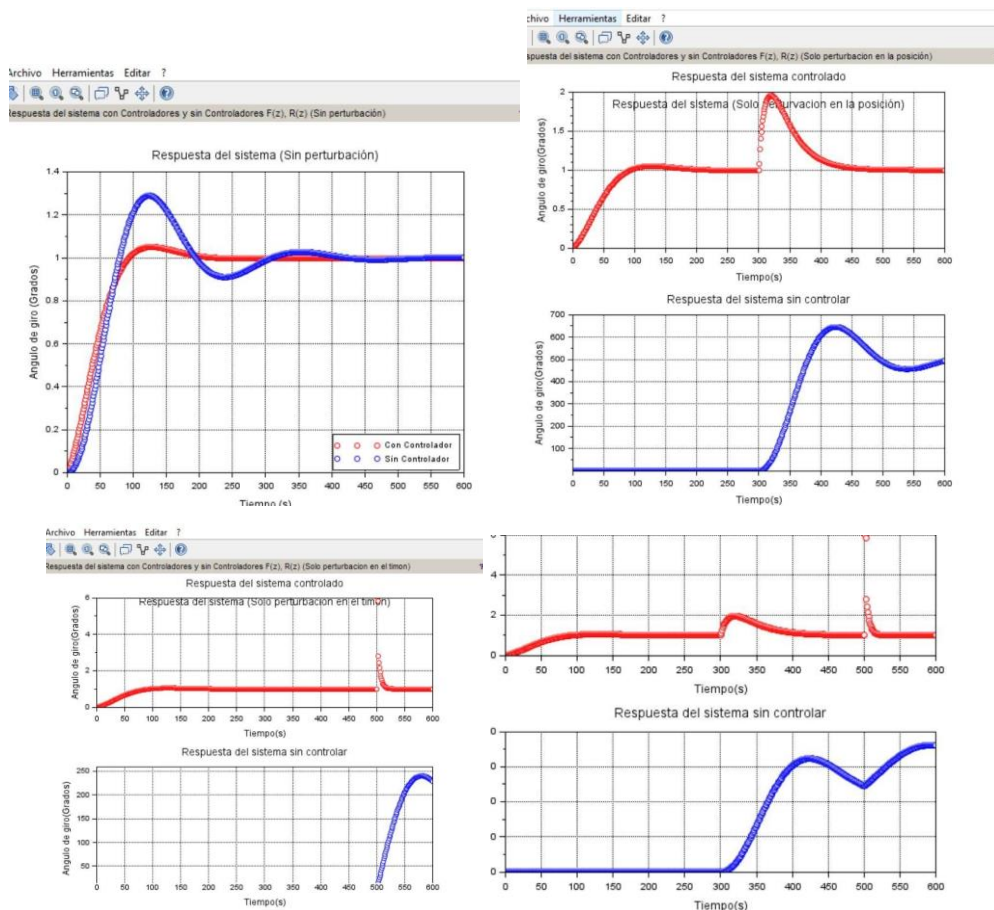 Archivo Herramientas Editar ?
Respuesta del sistema con Controladores y sin Controladores F(z), R(z) (Sin perturbación)
Respuesta del sistema (Sin perturbación)
Angulo de giro (Grados)
1.4
1.2
1
0.8
0.6
0.4
0.2
0
0 50 100 150 200 250 300 350 400 450 500 550 600
Con Controlador
Sin Controlador
Tiempo (s)
chivo Herramientas Editar ?
spuesta del sistema con Controladores y sin Controladores F(z), R(z) (Solo perturbacion en la posición)
Respuesta del sistema controlado
Respuesta del sistema (Solo perturvacion en la posición)
Angulo de giro(Grados)
2
1.5
1
0.5
0
0 50 100 150 200 250 300 350 400 450 500 550 600
Tiempo(s)
Respuesta del sistema sin controlar
Angulo de giro(Grados)
700
600
500
400
300
200
100
0 50 100 150 200 250 300 350 400 450 500 550 600
Tiempo(s)
Archivo Herramientas Editar ?
Respuesta del sistema con Controladores y sin Controladores F(z), R(z) (Solo perturbacion en el timon)
Respuesta del sistema controlado
Respuesta del sistema (Solo perturbacion en el timon)
Angulo de giro(Grados)
6
4
2
0
0 50 100 150 200 250 300 350 400 450 500 550 600
Tiempo(s)
Respuesta del sistema sin controlar
Angulo de giro(Grados)
250
200
150
100
50
0 50 100 150 200 250 300 350 400 450 500 550 600
Tiempo(s)
4
2
0
0 50 100 150 200 250 300 350 400 450 500 550 600
Tiempo(s)
Respuesta del sistema sin controlar
0
0
0
0
0
0 50 100 150 200 250 300 350 400 450 500 550 600
Tiempo(s)